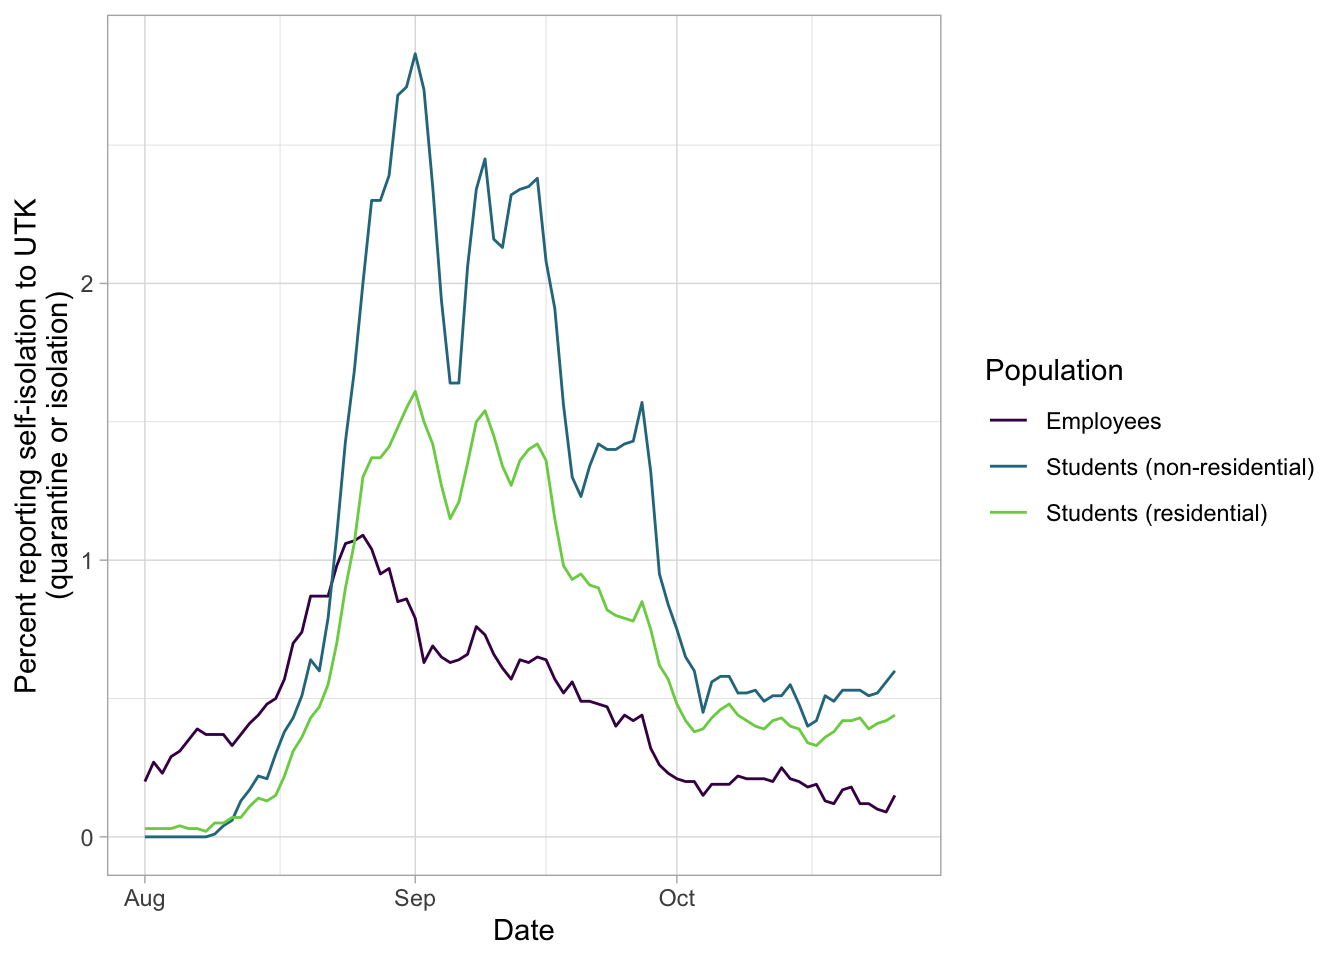 Percent reporting self-isolation to UTK
(quarantine or isolation)
2
1
0
Aug
Sep
Oct
Date
Population
Employees
Students (non-residential)
Students (residential)